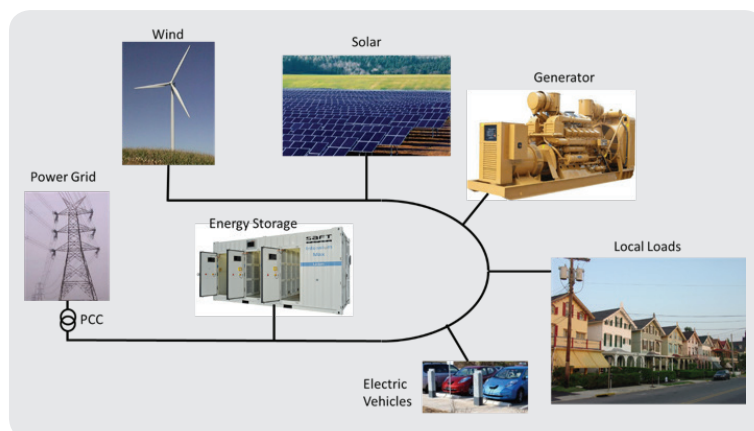 Wind
Solar
Generator
Power Grid
Energy Storage
saft
Local Loads
PCC
Electric
Vehicles